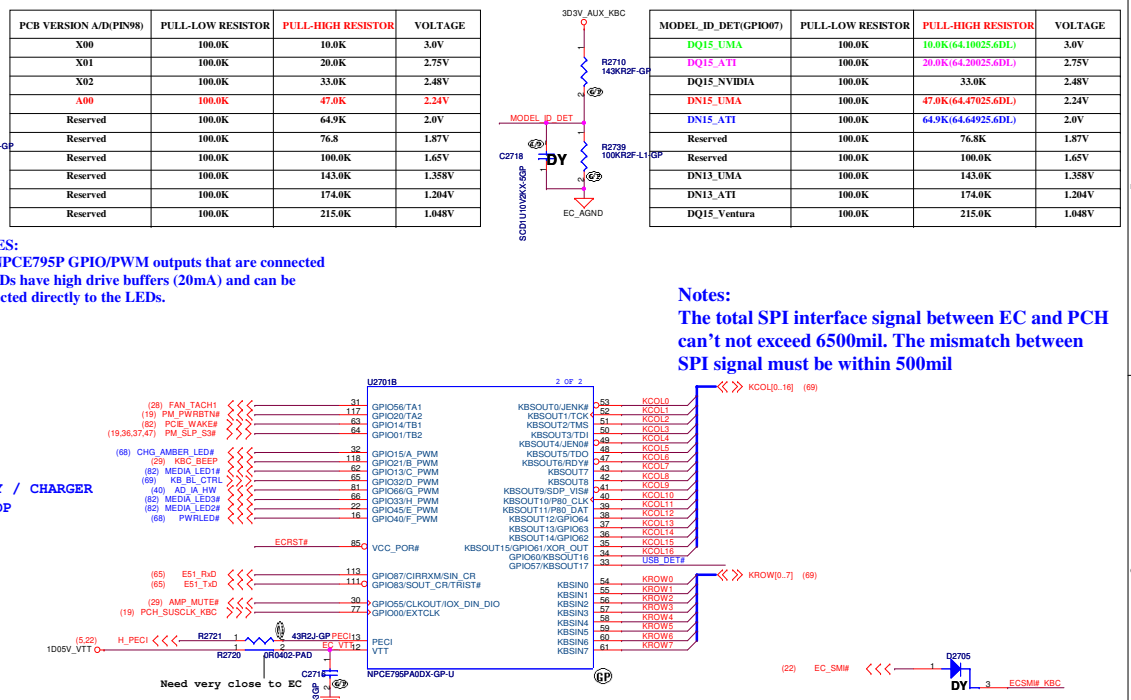 PCB VERSION A/D(PIN98) PULL-LOW RESISTOR PULL-HIGH RESISTOR VOLTAGE
X00 100.0K 10.0K 3.0V
X01 100.0K 20.0K 2.75V
X02 100.0K 33.0K 2.48V
A00 100.0K 47.0K 2.24V
Reserved 100.0K 64.9K 2.0V
Reserved 100.0K 76.8 1.87V
Reserved 100.0K 100.0K 1.65V
Reserved 100.0K 143.0K 1.358V
Reserved 100.0K 174.0K 1.204V
Reserved 100.0K 215.0K 1.048V
-GP
3D3V_AUX_KBC
1
R2710
143KR2F-GP
2
MODEL_ID_DET
C2718
DY
SCD1U10V2KX-5GP
1
1
R2739
100KR2F-L1-GP
2
EC_AGND
MODEL_ID_DET(GPIO07) PULL-LOW RESISTOR PULL-HIGH RESISTOR VOLTAGE
DQ15_UMA 100.0K 10.0K(64.10025.6DL) 3.0V
DQ15_ATI 100.0K 20.0K(64.20025.6DL) 2.75V
DQ15_NVIDIA 100.0K 33.0K 2.48V
DN15_UMA 100.0K 47.0K(64.47025.6DL) 2.24V
DN15_ATI 100.0K 64.9K(64.64925.6DL) 2.0V
Reserved 100.0K 76.8K 1.87V
Reserved 100.0K 100.0K 1.65V
DN13_UMA 100.0K 143.0K 1.358V
DN13_ATI 100.0K 174.0K 1.204V
DQ15_Ventura 100.0K 215.0K 1.048V
ES:
NPCE795P GPIO/PWM outputs that are connected
Ds have high drive buffers (20mA) and can be
cted directly to the LEDs.
Notes:
The total SPI interface signal between EC and PCH
can't not exceed 6500mil. The mismatch between
SPI signal must be within 500mil
Y / CHARGER
OP
U2701B 2 OF 2
(28) FAN_TACH1 31 GPIO56/TA1
(19) PM_PWRBTN# 117 GPIO20/TA2
(82) PCIE_WAKE# 63 GPIO14/TB1
(19,36,37,47) PM_SLP_S3# 64 GPIO01/TB2
(68) CHG_AMBER_LED# 32 GPIO15/A_PWM
(29) KBC_BEEP 118 GPIO21/B_PWM
(82) MEDIA_LED1# 62 GPIO13/C_PWM
(69) KB_BL_CTRL 65 GPIO32/D_PWM
(40) AD_IA_HW 81 GPIO66/G_PWM
(82) MEDIA_LED3# 66 GPIO33/H_PWM
(82) MEDIA_LED2# 22 GPIO45/E_PWM
(68) PWRLED# 16 GPIO40/F_PWM
ECRST# 85 VCC_POR#
(65) E51_RxD 113 GPIO87/CIRRXM/SIN_CR
(65) E51_TxD 111 GPIO83/SOUT_CR/TRIST#
(29) AMP_MUTE# 30 GPIO55/CLKOUT/IOX_DIN_DIO
(19) PCH_SUSCLK_KBC 77 GPIO00/EXTCLK
(5,22) H_PECI R2721 1 2 43R2J-GP PECI 13 PECI
1D05V_VTT R2720 1 2 0R0402-PAD EC_VTT 12 VTT
Need very close to EC
1
2
NPCE795PA0DX-GP-U
GP
KBSOUT0/JENK# 53 KCOL0
KBSOUT1/TCK 52 KCOL1
KBSOUT2/TMS 51 KCOL2
KBSOUT3/TDI 50 KCOL3
KBSOUT4/JEN0# 49 KCOL4
KBSOUT5/TDO 48 KCOL5
KBSOUT6/RDY# 47 KCOL6
KBSOUT7 43 KCOL7
KBSOUT8 42 KCOL8
KBSOUT9/SDP_VIS# 41 KCOL9
KBSOUT10/P80_CLK 40 KCOL10
KBSOUT11/P80_DAT 39 KCOL11
KBSOUT12/GPIO64 38 KCOL12
KBSOUT13/GPIO63 37 KCOL13
KBSOUT14/GPIO62 36 KCOL14
KBSOUT15/GPIO61/XOR_OUT 35 KCOL15
GPIO60/KBSOUT16 34 KCOL16
GPIO57/KBSOUT17 33 USB_DET#
KCOL[0..16] (69)
KBSIN0 54 KROW0
KBSIN1 55 KROW1
KBSIN2 56 KROW2
KBSIN3 57 KROW3
KBSIN4 58 KROW4
KBSIN5 59 KROW5
KBSIN6 60 KROW6
KBSIN7 61 KROW7
KROW[0..7] (69)
(22) EC_SMI# 1 D2705
DY 3 ECSMI#_KBC